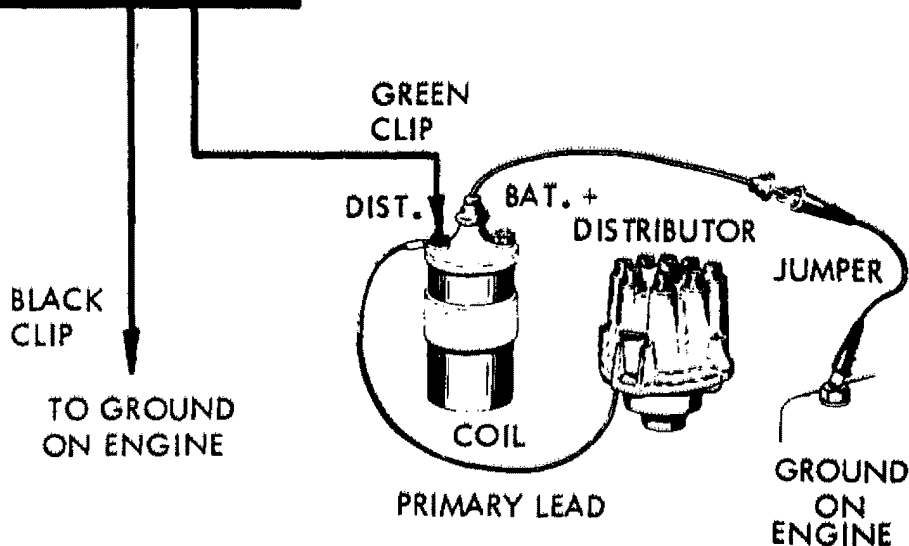 GREEN
CLIP
DIST.
BAT. +
DISTRIBUTOR
JUMPER
BLACK
CLIP
TO GROUND
ON ENGINE
COIL
PRIMARY LEAD
GROUND
ON
ENGINE